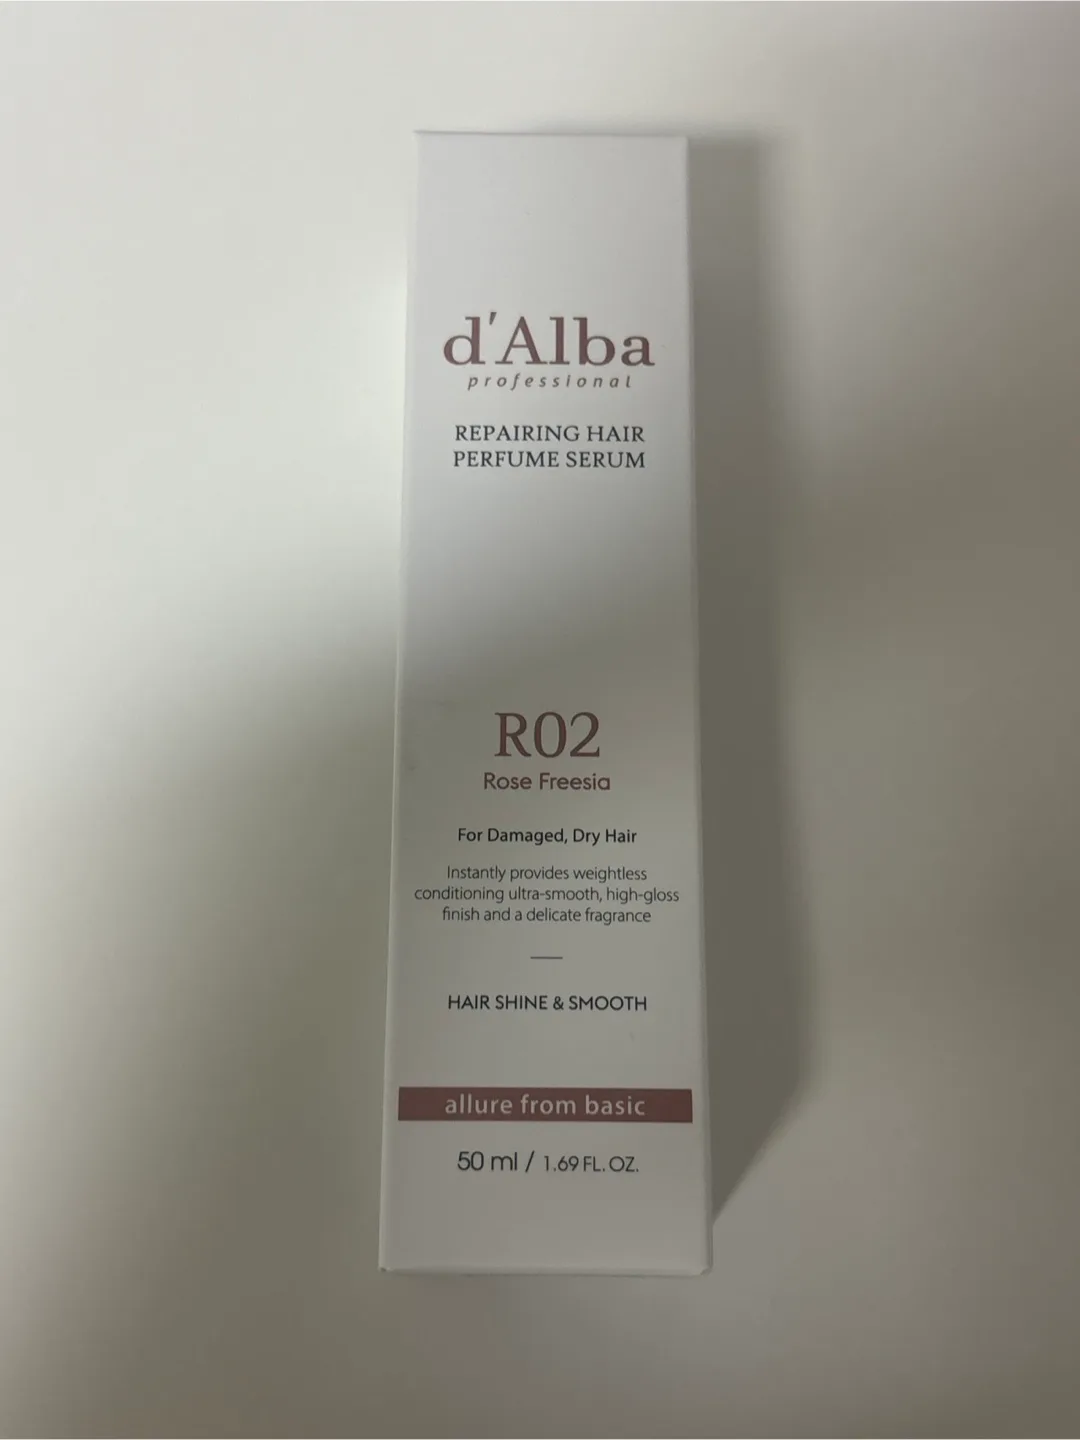 d'Alba
professional
REPAIRING HAIR
PERFUME SERUM
R02
Rose Freesia
For Damaged, Dry Hair
Instantly provides weightless
conditioning ultra-smooth, high-gloss
finish and a delicate fragrance
HAIR SHINE & SMOOTH
allure from basic
50 ml / 1.69 FL. OZ.